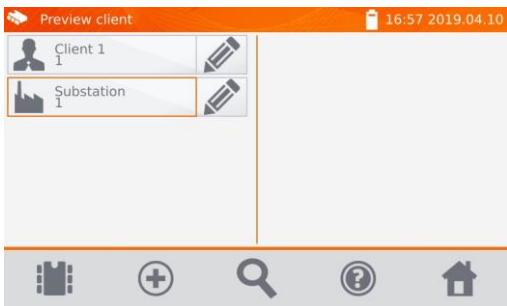 Preview client
16:57 2019.04.10
Client 1
1
Substation
1